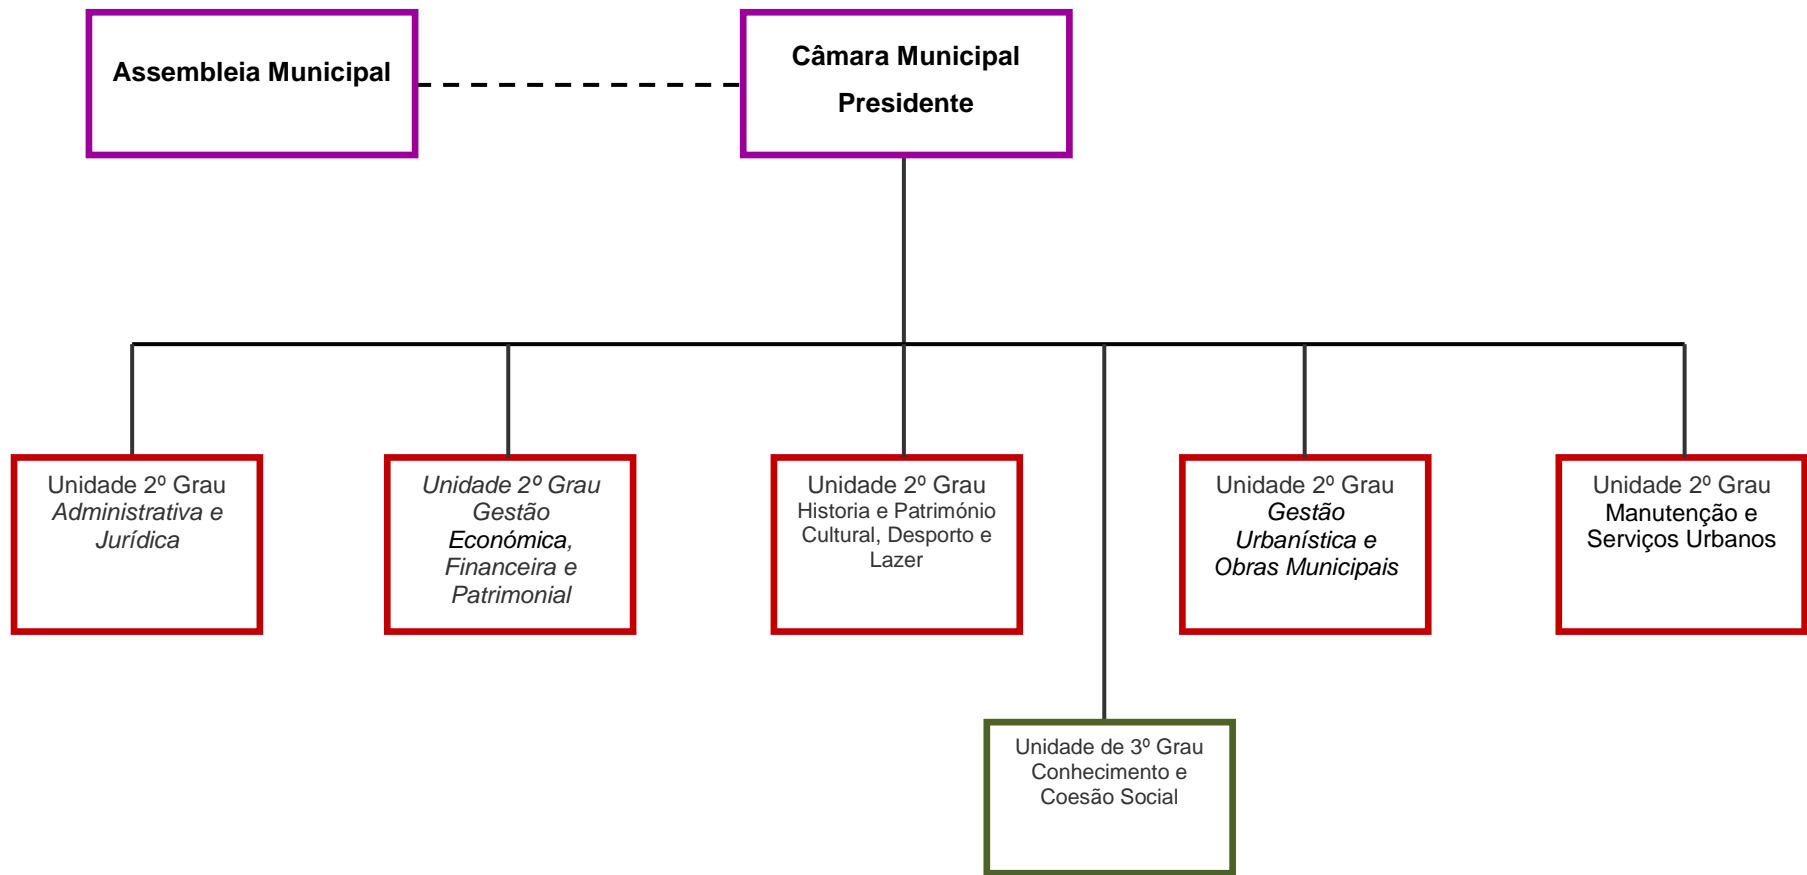 Assembleia Municipal
Câmara Municipal
Presidente
Unidade 2º Grau
Administrativa e
Jurídica
Unidade 2º Grau
Gestão
Económica,
Financeira e
Patrimonial
Unidade 2º Grau
Historia e Património
Cultural, Desporto e
Lazer
Unidade 2º Grau
Gestão
Urbanística e
Obras Municipais
Unidade 2º Grau
Manutenção e
Serviços Urbanos
Unidade de 3º Grau
Conhecimento e
Coesão Social